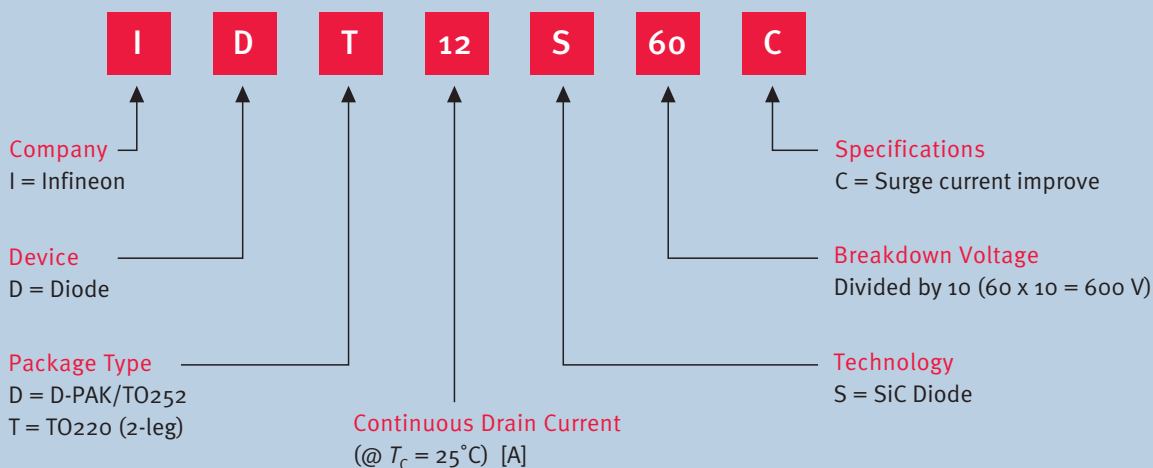 I D T 12 S 60 C
Company
I = Infineon
Device
D = Diode
Package Type
D = D-PAK/TO252
T = TO220 (2-leg)
Continuous Drain Current
(@ T_C = 25°C) [A]
Specifications
C = Surge current improve
Breakdown Voltage
Divided by 10 (60 x 10 = 600 V)
Technology
S = SiC Diode